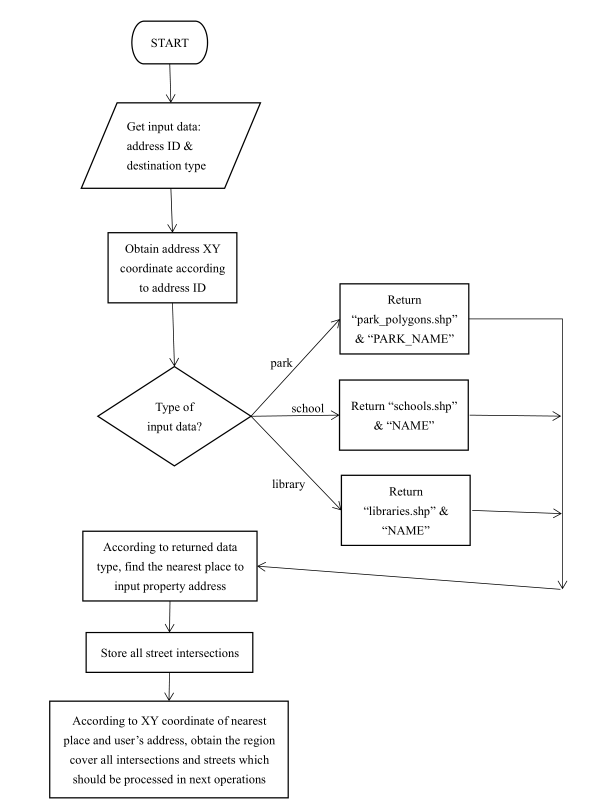 START
Get input data:
address ID &
destination type
Obtain address XY
coordinate according
to address ID
Type of
input data?
park
school
library
Return
“park_polygons.shp”
& “PARK_NAME”
Return “schools.shp”
& “NAME”
Return
“libraries.shp” &
“NAME”
According to returned data
type, find the nearest place to
input property address
Store all street intersections
According to XY coordinate of nearest
place and user’s address, obtain the region
cover all intersections and streets which
should be processed in next operations